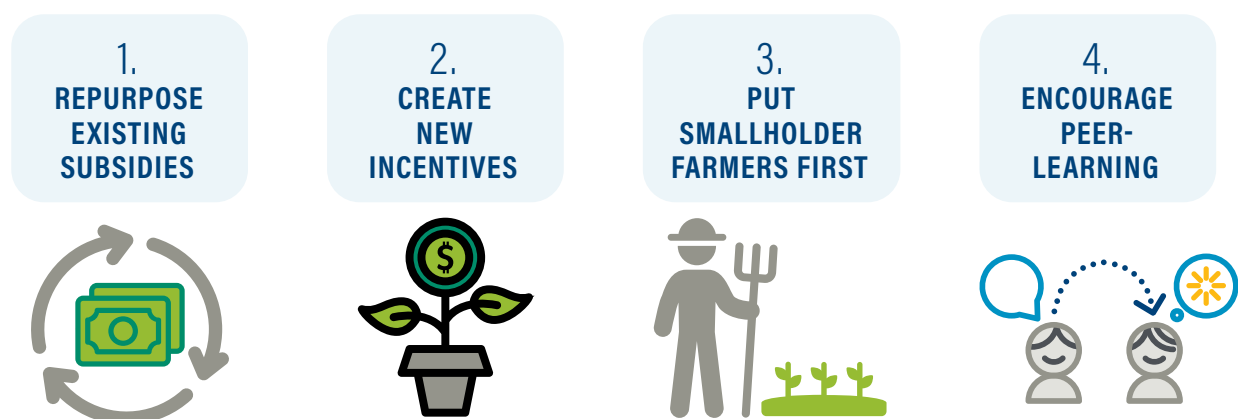 1.
REPURPOSE
EXISTING
SUBSIDIES
2.
CREATE
NEW
INCENTIVES
3.
PUT
SMALLHOLDER
FARMERS FIRST
4.
ENCOURAGE
PEER-
LEARNING
$